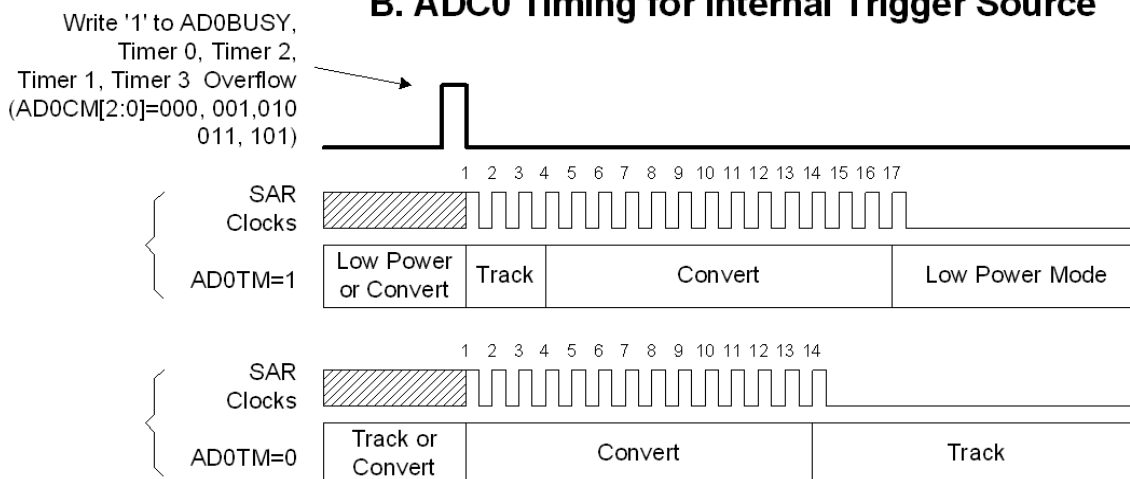 B. ADC0 Timing for Internal Trigger Source
Write '1' to AD0BUSY,
Timer 0, Timer 2,
Timer 1, Timer 3 Overflow
(AD0CM[2:0]=000, 001,010
011, 101)
1 2 3 4 5 6 7 8 9 10 11 12 13 14 15 16 17
SAR
Clocks
AD0TM=1
Low Power
or Convert
Track
Convert
Low Power Mode
1 2 3 4 5 6 7 8 9 10 11 12 13 14
SAR
Clocks
AD0TM=0
Track or
Convert
Convert
Track